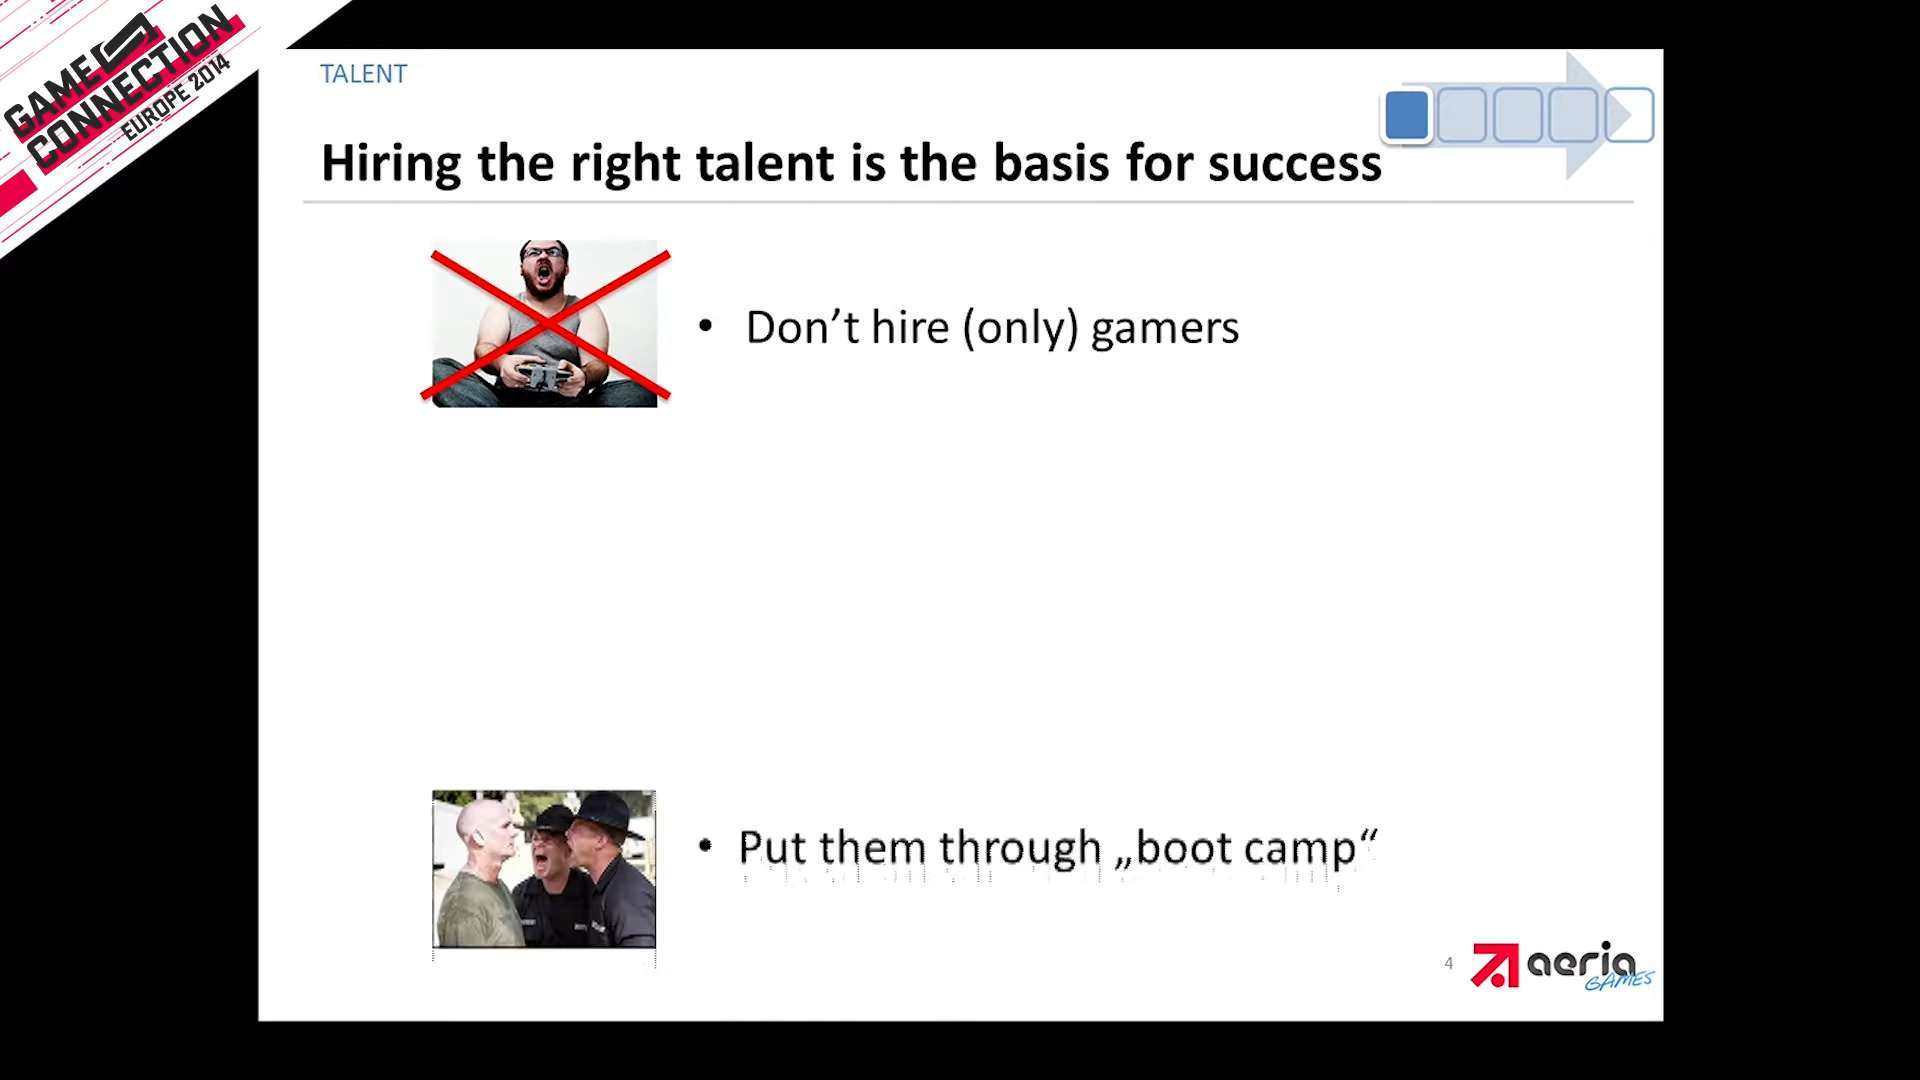 GAME
CONNECTION
EUROPE 2014
TALENT
Hiring the right talent is the basis for success
• Don’t hire (only) gamers
• Put them through „boot camp“
4
aeria
GAMES